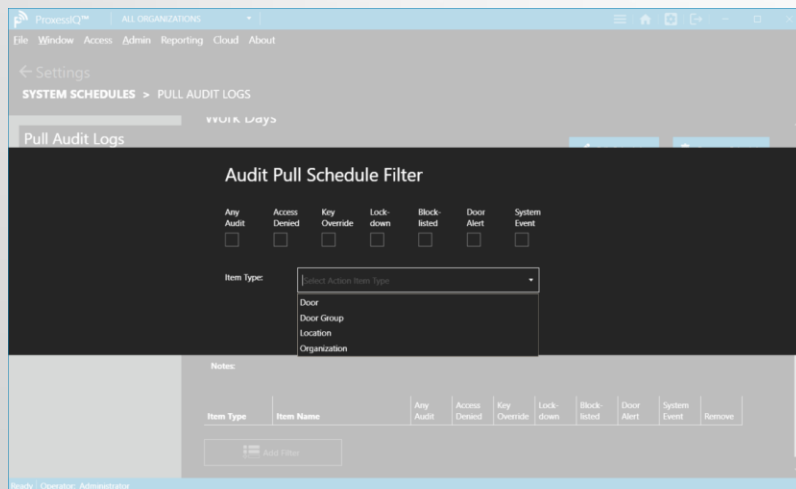 ProxessIQ™ ALL ORGANIZATIONS
File Window Access Admin Reporting Cloud About
Settings
SYSTEM SCHEDULES > PULL AUDIT LOGS
Work Days
Pull Audit Logs
Audit Pull Schedule Filter
Any Audit Access Denied Key Override Lock-down Block-listed Door Alert System Event
Item Type: Select Action Item Type
Door
Door Group
Location
Organization
Notes:
Item Type Item Name Any Audit Access Denied Key Override Lock-down Block-listed Door Alert System Event Remove
Add Filter
Ready Operator: Administrator